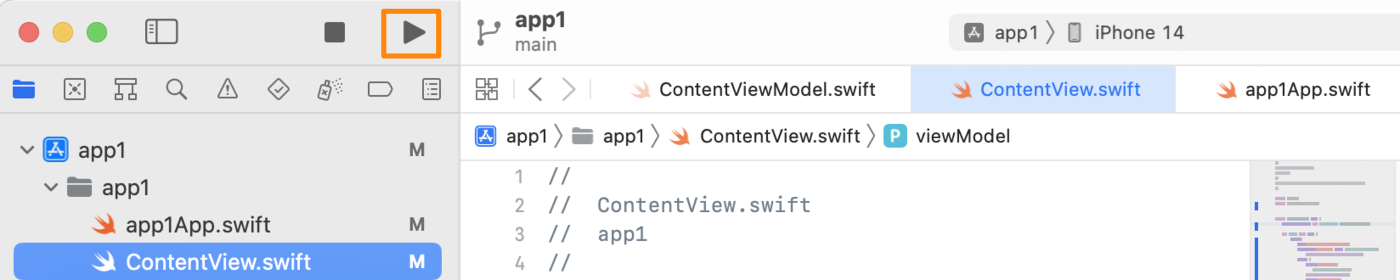 app1
main
app1 iPhone 14
ContentViewModel.swift ContentView.swift app1App.swift
app1 app1 ContentView.swift P viewModel
app1 M
app1
app1App.swift M
ContentView.swift M
1 //
2 // ContentView.swift
3 // app1
4 //